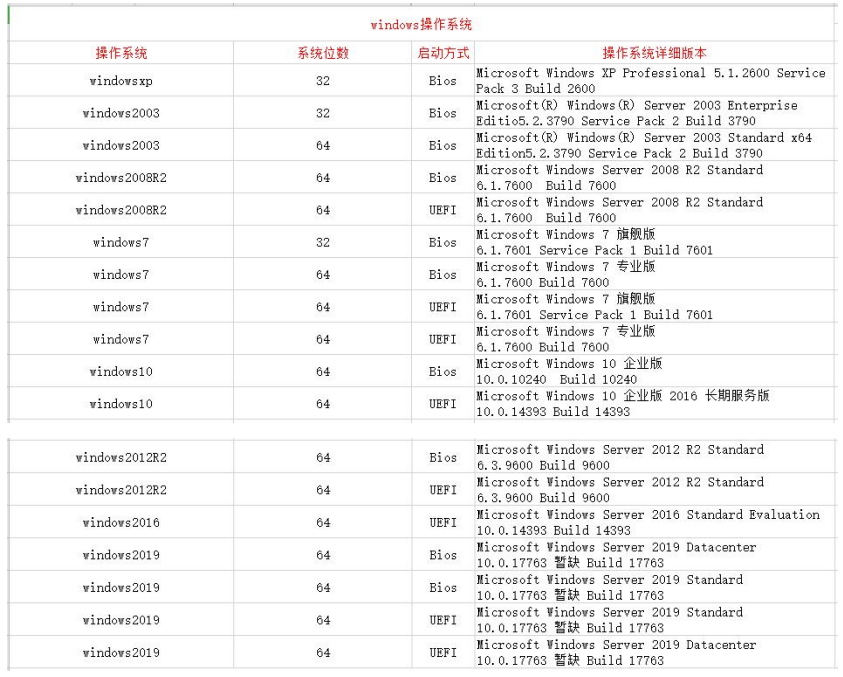 windows操作系统
操作系统 系统位数 启动方式 操作系统详细版本
windowsxp 32 Bios Microsoft Windows XP Professional 5.1.2600 Service
Pack 3 Build 2600
windows2003 32 Bios Microsoft(R) Windows(R) Server 2003 Enterprise
Editio5.2.3790 Service Pack 2 Build 3790
windows2003 64 Bios Microsoft(R) Windows(R) Server 2003 Standard x64
Edition5.2.3790 Service Pack 2 Build 3790
windows2008R2 64 Bios Microsoft Windows Server 2008 R2 Standard
6.1.7600 Build 7600
windows2008R2 64 UEFI Microsoft Windows Server 2008 R2 Standard
6.1.7600 Build 7600
windows7 32 Bios Microsoft Windows 7 旗舰版
6.1.7601 Service Pack 1 Build 7601
windows7 64 Bios Microsoft Windows 7 专业版
6.1.7600 Build 7600
windows7 64 UEFI Microsoft Windows 7 旗舰版
6.1.7601 Service Pack 1 Build 7601
windows7 64 UEFI Microsoft Windows 7 专业版
6.1.7600 Build 7600
windows10 64 Bios Microsoft Windows 10 企业版
10.0.10240 Build 10240
windows10 64 UEFI Microsoft Windows 10 企业版 2016 长期服务版
10.0.14393 Build 14393
windows2012R2 64 Bios Microsoft Windows Server 2012 R2 Standard
6.3.9600 Build 9600
windows2012R2 64 UEFI Microsoft Windows Server 2012 R2 Standard
6.3.9600 Build 9600
windows2016 64 UEFI Microsoft Windows Server 2016 Standard Evaluation
10.0.14393 Build 14393
windows2019 64 Bios Microsoft Windows Server 2019 Datacenter
10.0.17763 暂缺 Build 17763
windows2019 64 Bios Microsoft Windows Server 2019 Standard
10.0.17763 暂缺 Build 17763
windows2019 64 UEFI Microsoft Windows Server 2019 Standard
10.0.17763 暂缺 Build 17763
windows2019 64 UEFI Microsoft Windows Server 2019 Datacenter
10.0.17763 暂缺 Build 17763